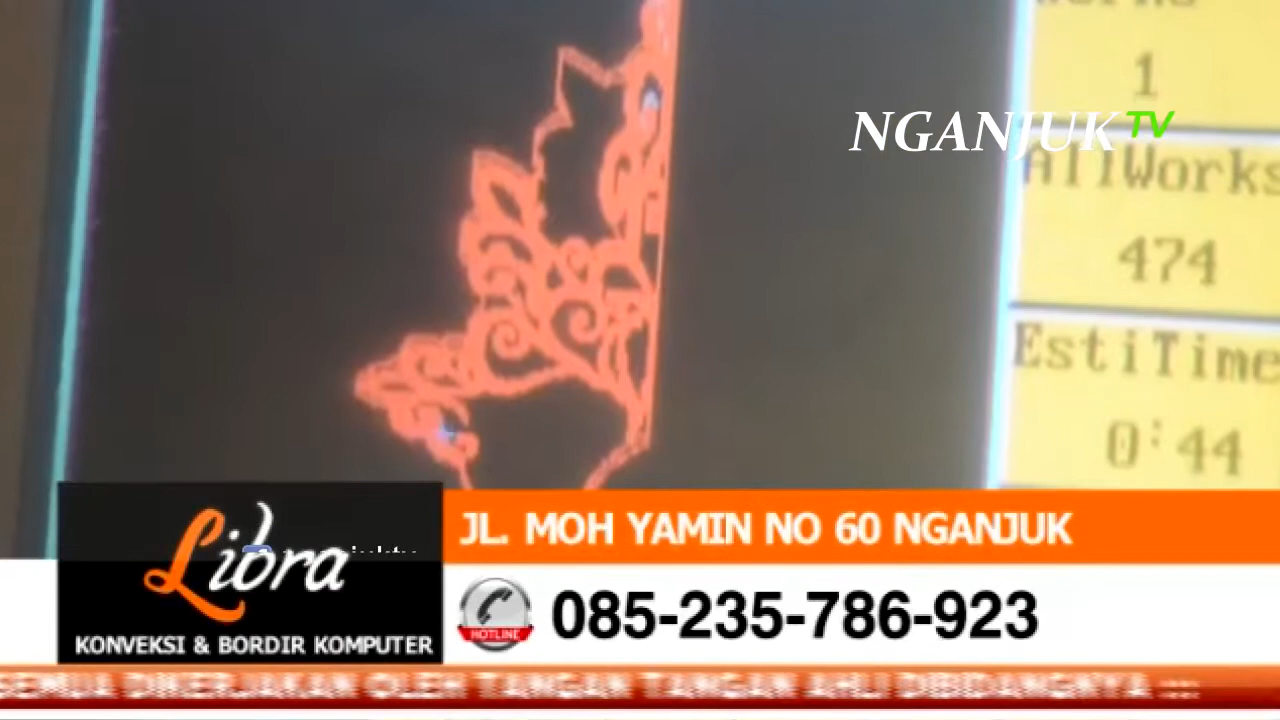 Works
1
NGANJUK TV
AllWorks
474
EstiTime
0:44
Libra
KONVEKSI & BORDIR KOMPUTER
JL. MOH YAMIN NO 60 NGANJUK
HOTLINE
085-235-786-923
SEMUA DIKERJAKAN OLEH TANGAN TANGAN AHLI DIBIDANGNYA ::::